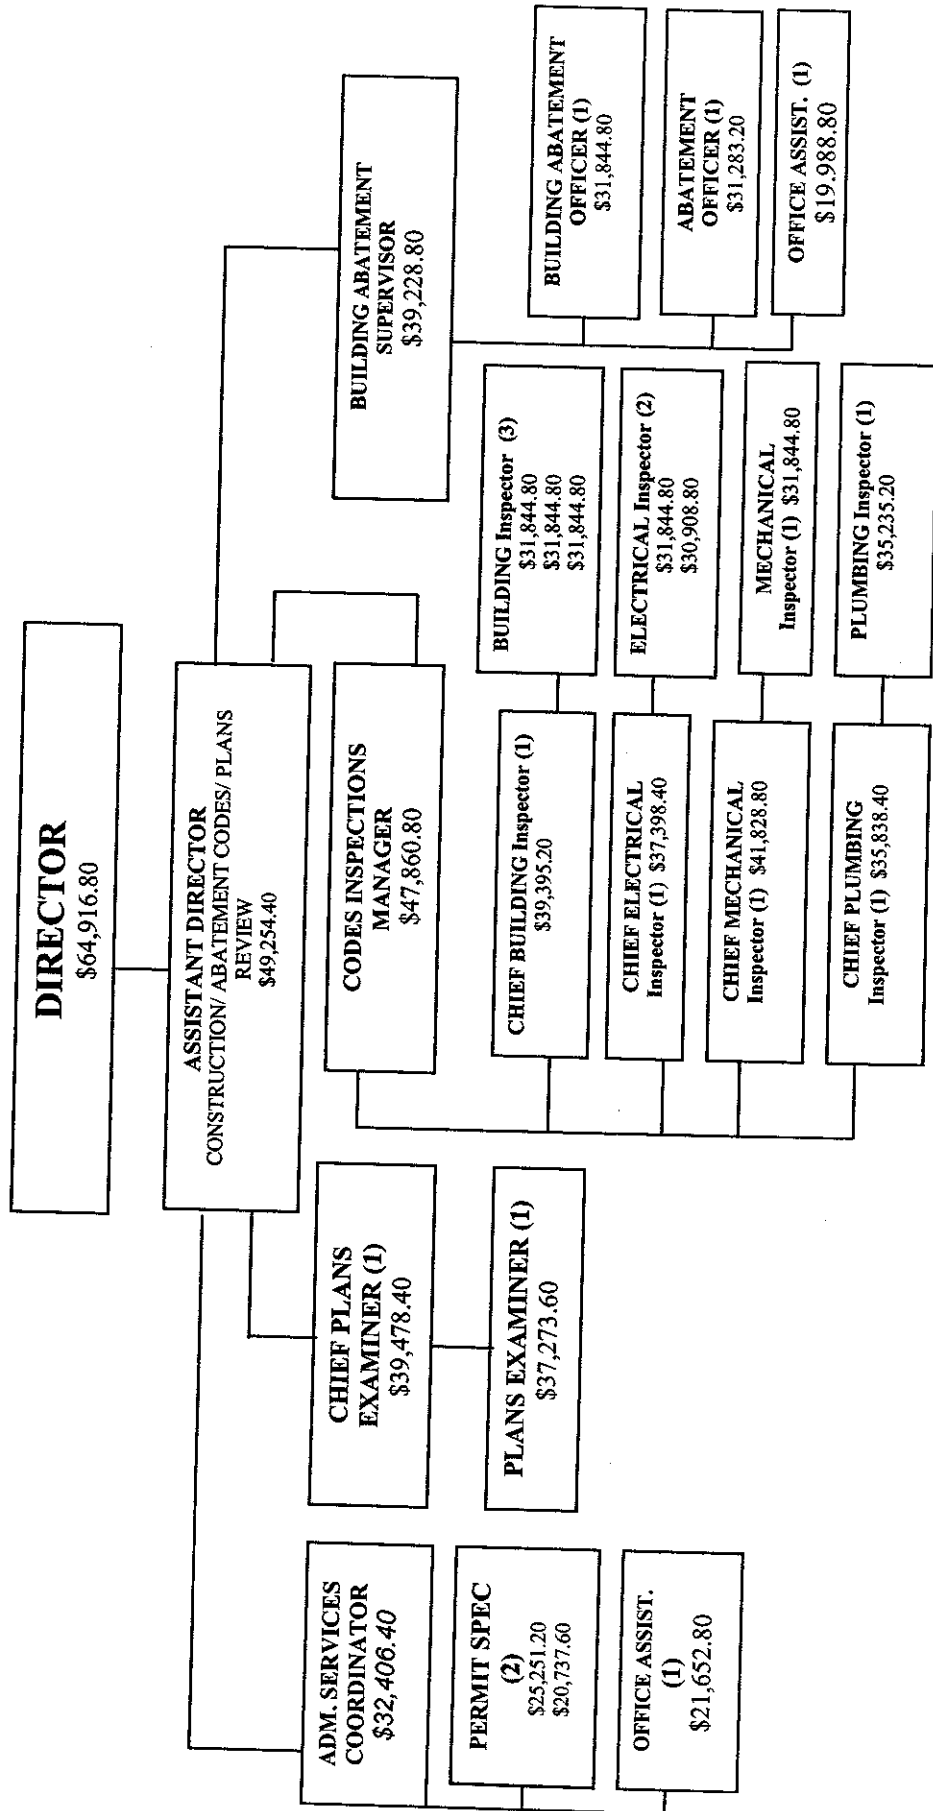 DIRECTOR
$64,916.80
ASSISTANT DIRECTOR
CONSTRUCTION/ ABATEMENT CODES/ PLANS
REVIEW
$49,254.40
ADM. SERVICES
COORDINATOR
$32,406.40
PERMIT SPEC
(2)
$25,251.20
$20,737.60
OFFICE ASSIST.
(1)
$21,652.80
CHIEF PLANS
EXAMINER (1)
$39,478.40
PLANS EXAMINER (1)
$37,273.60
CODES INSPECTIONS
MANAGER
$47,860.80
CHIEF BUILDING Inspector (1)
$39,395.20
CHIEF ELECTRICAL
Inspector (1) $37,398.40
CHIEF MECHANICAL
Inspector (1) $41,828.80
CHIEF PLUMBING
Inspector (1) $35,838.40
BUILDING Inspector (3)
$31,844.80
$31,844.80
$31,844.80
ELECTRICAL Inspector (2)
$31,844.80
$30,908.80
MECHANICAL
Inspector (1) $31,844.80
PLUMBING Inspector (1)
$35,235.20
BUILDING ABATEMENT
SUPERVISOR
$39,228.80
BUILDING ABATEMENT
OFFICER (1)
$31,844.80
ABATEMENT
OFFICER (1)
$31,283.20
OFFICE ASSIST. (1)
$19.988.80